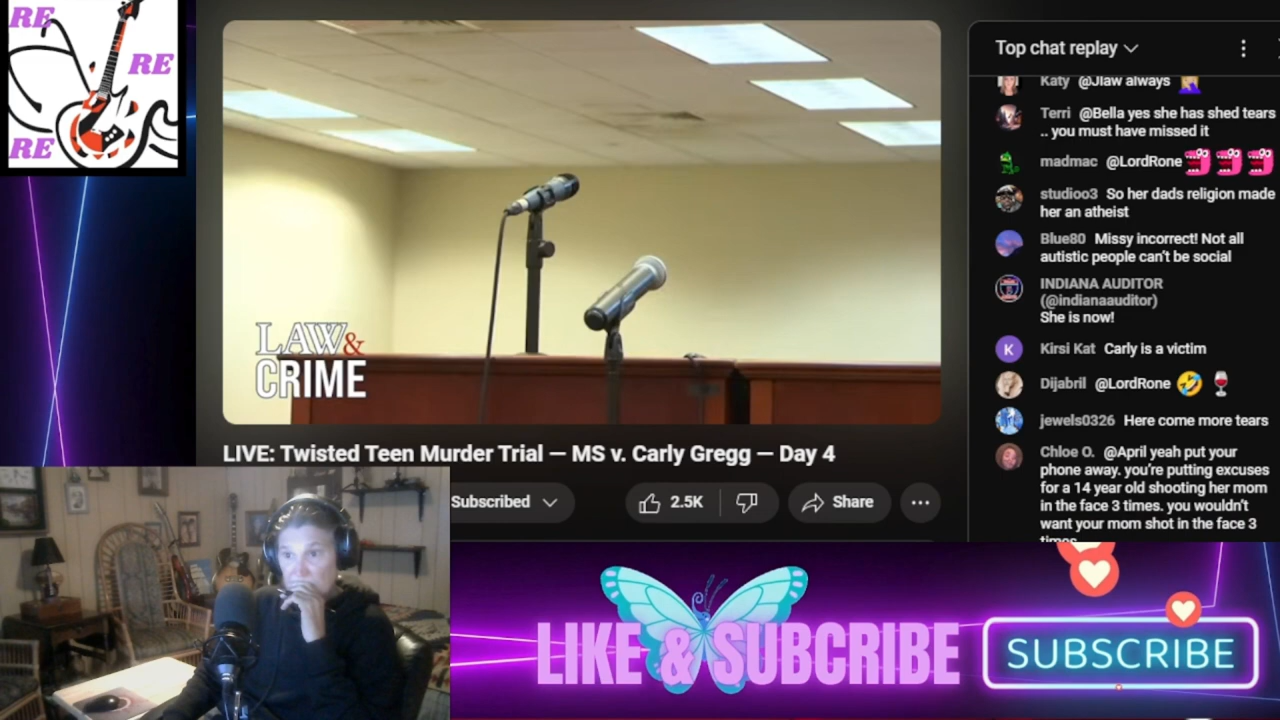 RE
RE
RE
LAW&
CRIME
LIVE: Twisted Teen Murder Trial — MS v. Carly Gregg — Day 4
Subscribed
2.5K
Share
Top chat replay
Katy @Jlaw always
Terri @Bella yes she has shed tears
.. you must have missed it
madmac @LordRone
studioo3 So her dads religion made
her an atheist
Blue80 Missy incorrect! Not all
autistic people can't be social
INDIANA AUDITOR
(@indianaauditor)
She is now!
K
Kirsi Kat Carly is a victim
Dijabril @LordRone
jewels0326 Here come more tears
Chloe O. @April yeah put your
phone away. you're putting excuses
for a 14 year old shooting her mom
in the face 3 times. you wouldn't
want your mom shot in the face 3
times
LIKE & SUBCRIBE
SUBSCRIBE